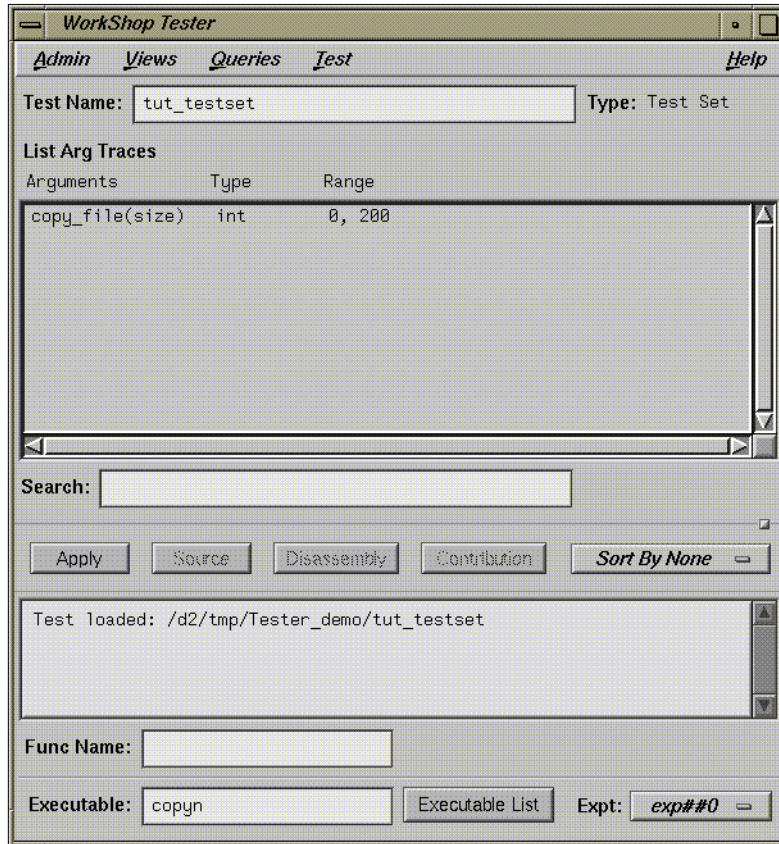 WorkShop Tester
Admin Views Queries Test Help
Test Name: tut_testset Type: Test Set
List Arg Traces
Arguments Type Range
copy_file(size) int 0, 200
Search:
Apply Source Disassembly Contribution Sort By None
Test loaded: /d2/tmp/Tester_demo/tut_testset
Func Name:
Executable: copyn Executable List Expt: exp##0